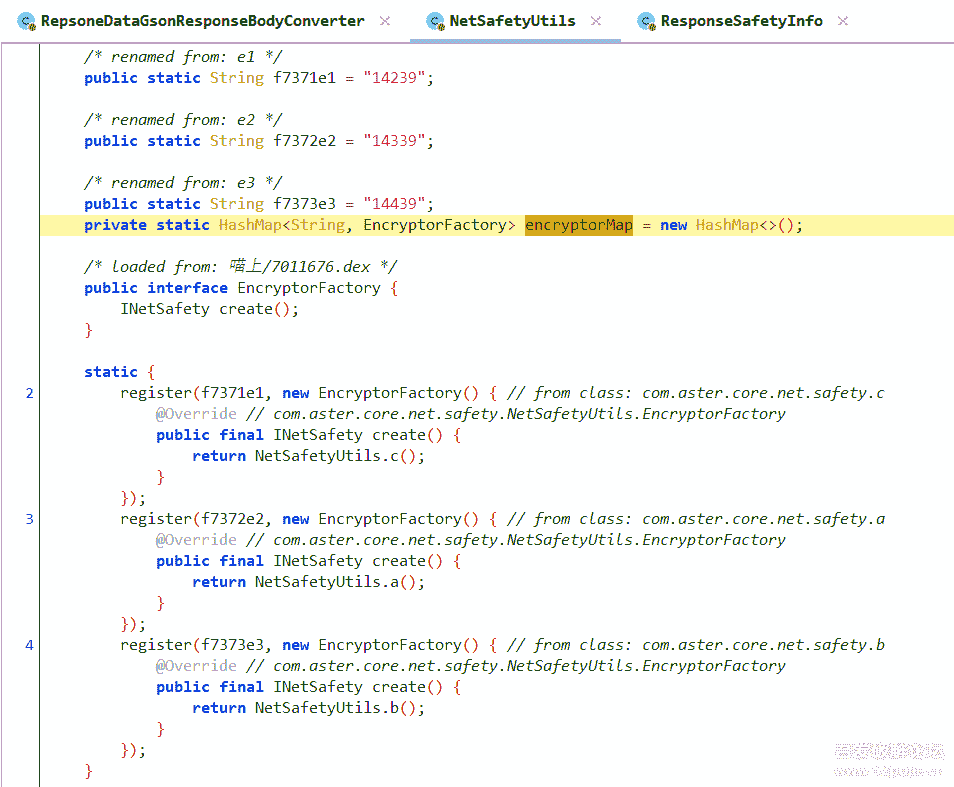 RepsoneDataGsonResponseBodyConverter NetSafetyUtils ResponseSafetyInfo
/* renamed from: e1 */
public static String f7371e1 = "14239";
/* renamed from: e2 */
public static String f7372e2 = "14339";
/* renamed from: e3 */
public static String f7373e3 = "14439";
private static HashMap<String, EncryptorFactory> encryptorMap = new HashMap<>();
/* loaded from: 喵上/7011676.dex */
public interface EncryptorFactory {
INetSafety create();
}
static {
2 register(f7371e1, new EncryptorFactory() { // from class: com.aster.core.net.safety.c
@Override // com.aster.core.net.safety.NetSafetyUtils.EncryptorFactory
public final INetSafety create() {
return NetSafetyUtils.c();
}
});
3 register(f7372e2, new EncryptorFactory() { // from class: com.aster.core.net.safety.a
@Override // com.aster.core.net.safety.NetSafetyUtils.EncryptorFactory
public final INetSafety create() {
return NetSafetyUtils.a();
}
});
4 register(f7373e3, new EncryptorFactory() { // from class: com.aster.core.net.safety.b
@Override // com.aster.core.net.safety.NetSafetyUtils.EncryptorFactory
public final INetSafety create() {
return NetSafetyUtils.b();
}
});
}